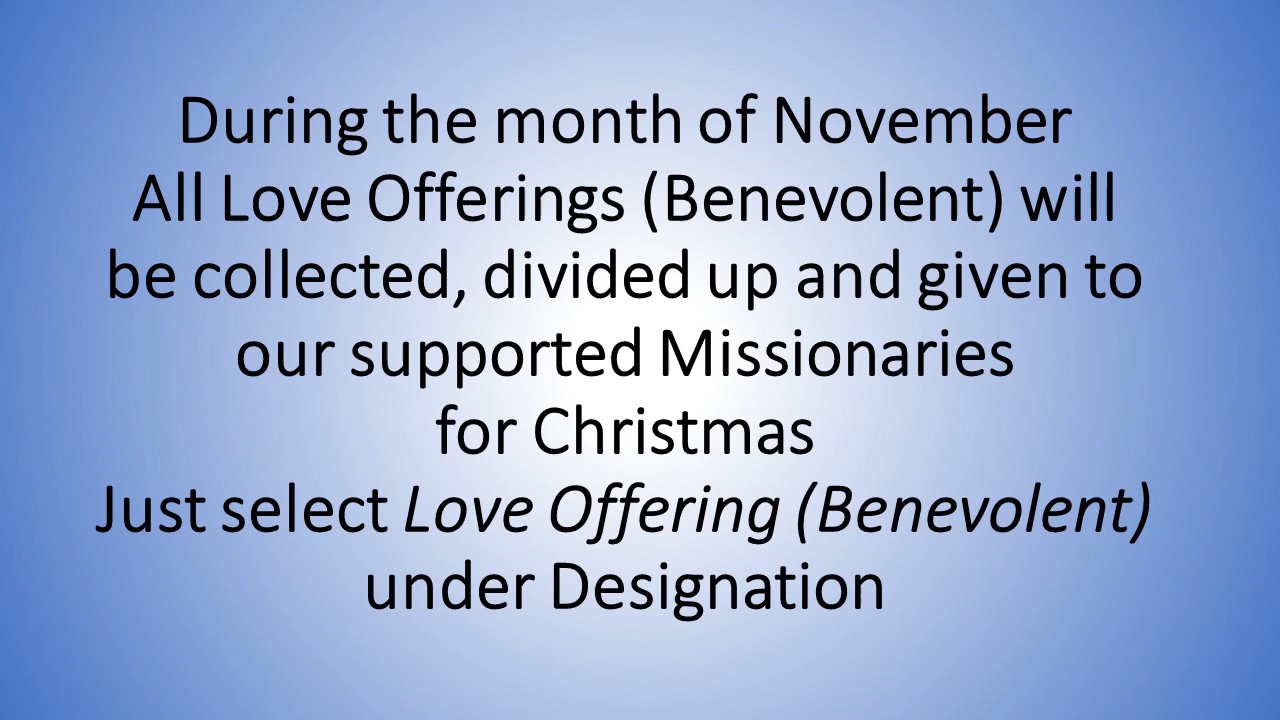 During the month of November
All Love Offerings (Benevolent) will
be collected, divided up and given to
our supported Missionaries
for Christmas
Just select Love Offering (Benevolent)
under Designation